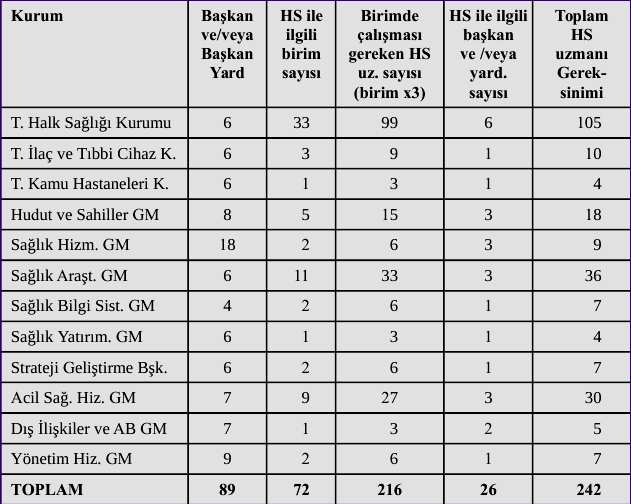 Kurum Başkan ve/veya Başkan Yard HS ile ilgili birim sayısı Birimde çalışması gereken HS uz. sayısı (birim x3) HS ile ilgili başkan ve /veya yard. sayısı Toplam HS uzmanı Gerek-sinimi
T. Halk Sağlığı Kurumu 6 33 99 6 105
T. İlaç ve Tıbbi Cihaz K. 6 3 9 1 10
T. Kamu Hastaneleri K. 6 1 3 1 4
Hudut ve Sahiller GM 8 5 15 3 18
Sağlık Hizm. GM 18 2 6 3 9
Sağlık Araşt. GM 6 11 33 3 36
Sağlık Bilgi Sist. GM 4 2 6 1 7
Sağlık Yatırım. GM 6 1 3 1 4
Strateji Geliştirme Bşk. 6 2 6 1 7
Acil Sağ. Hiz. GM 7 9 27 3 30
Dış İlişkiler ve AB GM 7 1 3 2 5
Yönetim Hiz. GM 9 2 6 1 7
TOPLAM 89 72 216 26 242